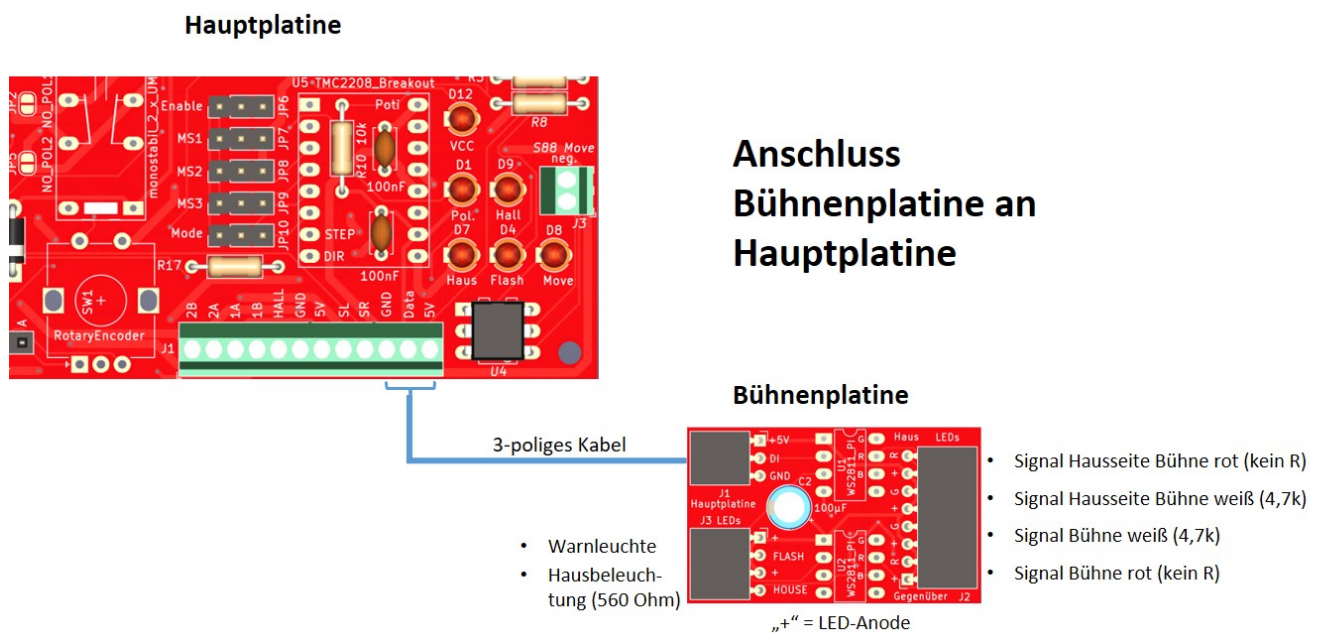 Hauptplatine
U5-TMC2208_Breakout
JP2
NO_POL1
JP5
NO_POL2
monostabil_2_x_UM
Enable
JP6
MS1
JP7
MS2
JP8
MS3
JP9
Mode
JP10
R17
Poti
R10 10k
100nF
STEP
DIR
100nF
D12
VCC
D1
D9
Pol.
Hall
D7
D4
D8
Haus
Flash
Move
R8
S88 Move
neg.
J3
SW1
RotaryEncoder
A
J1
2B
2A
1A
1B
HALL
GND
5V
SL
SR
GND
Data
5V
U4
Anschluss
Bühnenplatine an
Hauptplatine
Bühnenplatine
3-poliges Kabel
+5V
DI
GND
J1
Hauptplatine
J3 LEDs
C2
100µF
+
+
FLASH
+
HOUSE
U1
WS2811_PI
G
R
B
U2
WS2811_PI
G
R
B
Haus LEDs
R
+
G
+
G
+
R
+
Gegenüber J2
• Signal Hausseite Bühne rot (kein R)
• Signal Hausseite Bühne weiß (4,7k)
• Signal Bühne weiß (4,7k)
• Signal Bühne rot (kein R)
• Warnleuchte
• Hausbeleuch-
tung (560 Ohm)
„+“ = LED-Anode